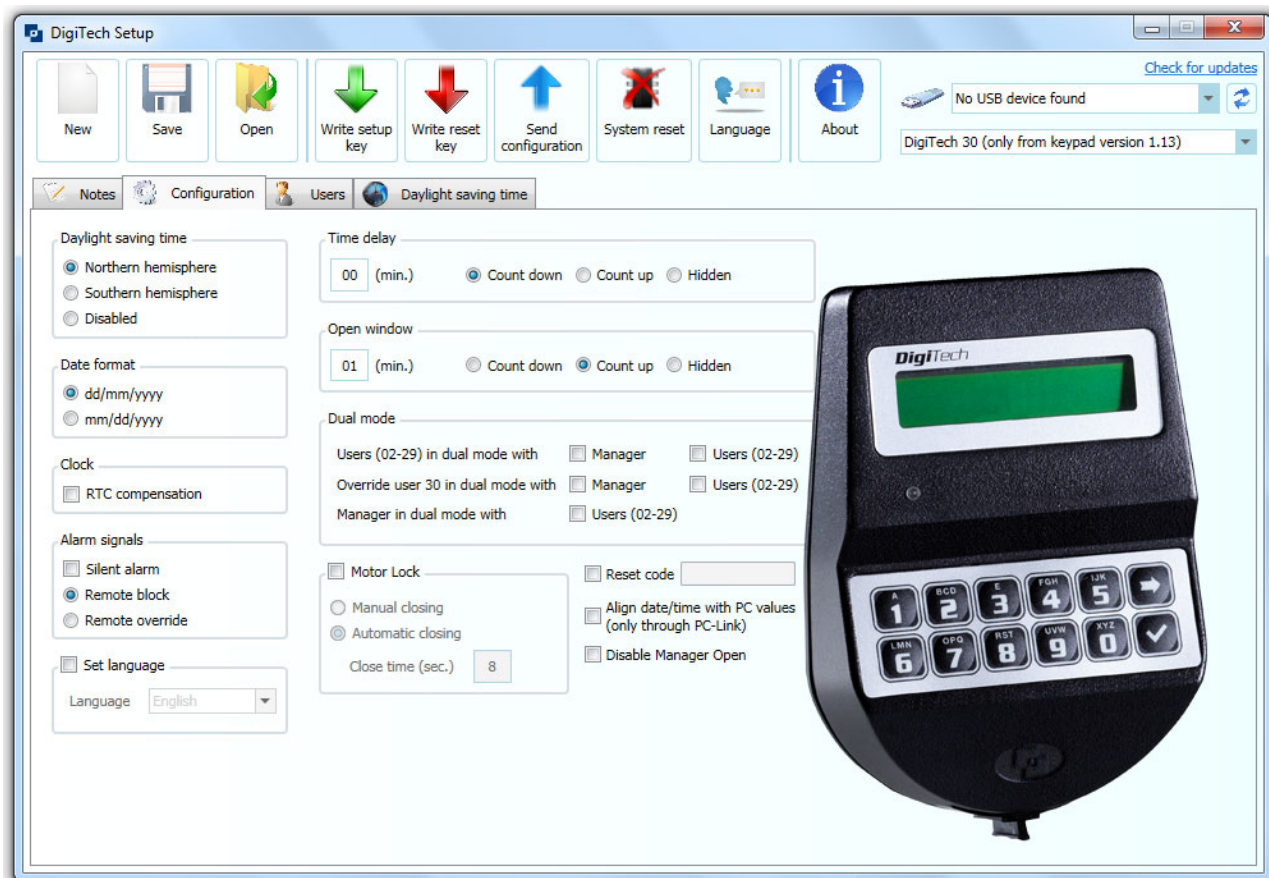 DigiTech Setup
Check for updates
New
Save
Open
Write setup
key
Write reset
key
Send
configuration
System reset
Language
About
No USB device found
DigiTech 30 (only from keypad version 1.13)
Notes
Configuration
Users
Daylight saving time
Daylight saving time
Northern hemisphere
Southern hemisphere
Disabled
Date format
dd/mm/yyyy
mm/dd/yyyy
Clock
RTC compensation
Alarm signals
Silent alarm
Remote block
Remote override
Set language
Language English
Time delay
00 (min.) Count down Count up Hidden
Open window
01 (min.) Count down Count up Hidden
Dual mode
Users (02-29) in dual mode with Manager Users (02-29)
Override user 30 in dual mode with Manager Users (02-29)
Manager in dual mode with Users (02-29)
Motor Lock
Manual closing
Automatic closing
Close time (sec.) 8
Reset code
Align date/time with PC values
(only through PC-Link)
Disable Manager Open
DigiTech
A BCD E FGH IJK
1 2 3 4 5
LMN OPQ RST UVW XYZ
6 7 8 9 0